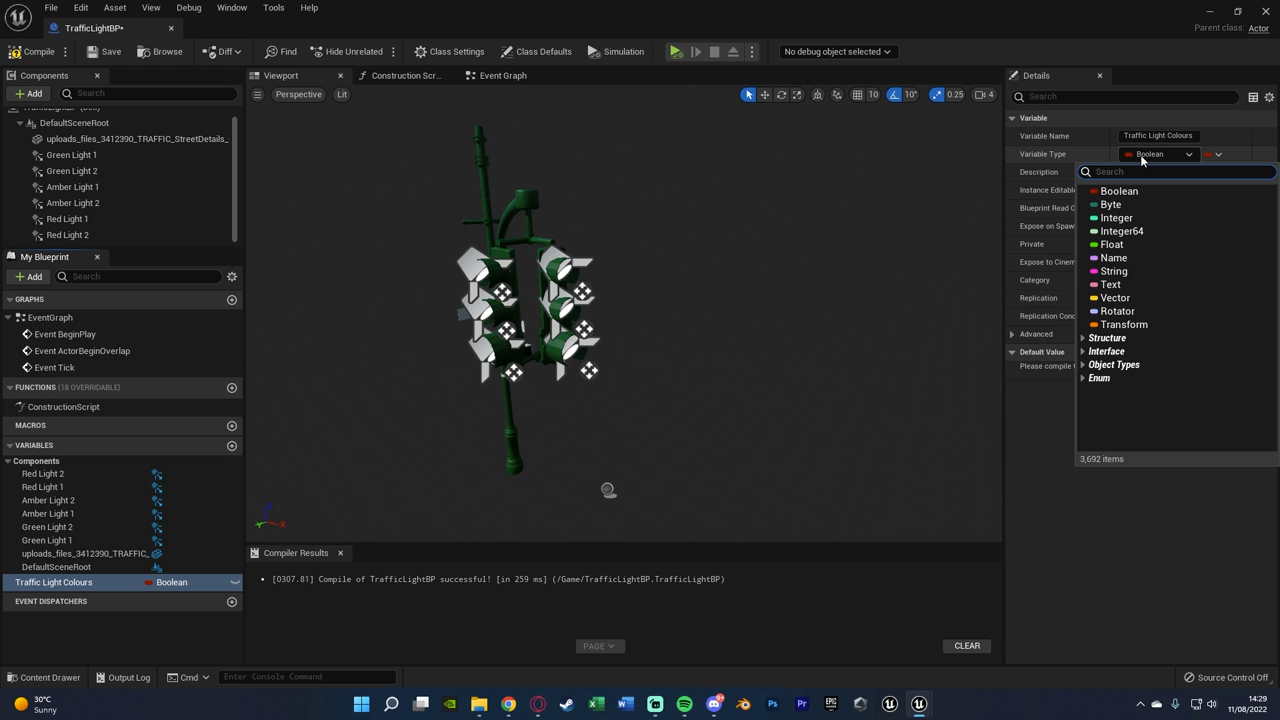 File Edit Asset View Debug Window Tools Help
TrafficLightBP*
Parent class: Actor
Compile Save Browse Diff Find Hide Unrelated Class Settings Class Defaults Simulation No debug object selected
Components
Add Search
DefaultSceneRoot
uploads_files_3412390_TRAFFIC_StreetDetails_
Green Light 1
Green Light 2
Amber Light 1
Amber Light 2
Red Light 1
Red Light 2
My Blueprint
Add Search
GRAPHS
EventGraph
Event BeginPlay
Event ActorBeginOverlap
Event Tick
FUNCTIONS (18 OVERRIDABLE)
ConstructionScript
MACROS
VARIABLES
Components
Red Light 2
Red Light 1
Amber Light 2
Amber Light 1
Green Light 2
Green Light 1
uploads_files_3412390_TRAFFIC_
DefaultSceneRoot
Traffic Light Colours Boolean
EVENT DISPATCHERS
Viewport Construction Scr... Event Graph
Perspective Lit 10 10° 0.25 4
Compiler Results
[0307.81] Compile of TrafficLightBP successful! [in 259 ms] (/Game/TrafficLightBP.TrafficLightBP)
PAGE CLEAR
Details
Search
Variable
Variable Name Traffic Light Colours
Variable Type Boolean
Description
Instance Editable
Blueprint Read O
Expose on Spaw
Private
Expose to Cinem
Category
Replication
Replication Conc
Advanced
Default Value
Please compile t
Search
Boolean
Byte
Integer
Integer64
Float
Name
String
Text
Vector
Rotator
Transform
Structure
Interface
Object Types
Enum
3,692 items
Content Drawer Output Log Cmd Enter Console Command Source Control Off
30°C
Sunny
14:29
11/08/2022